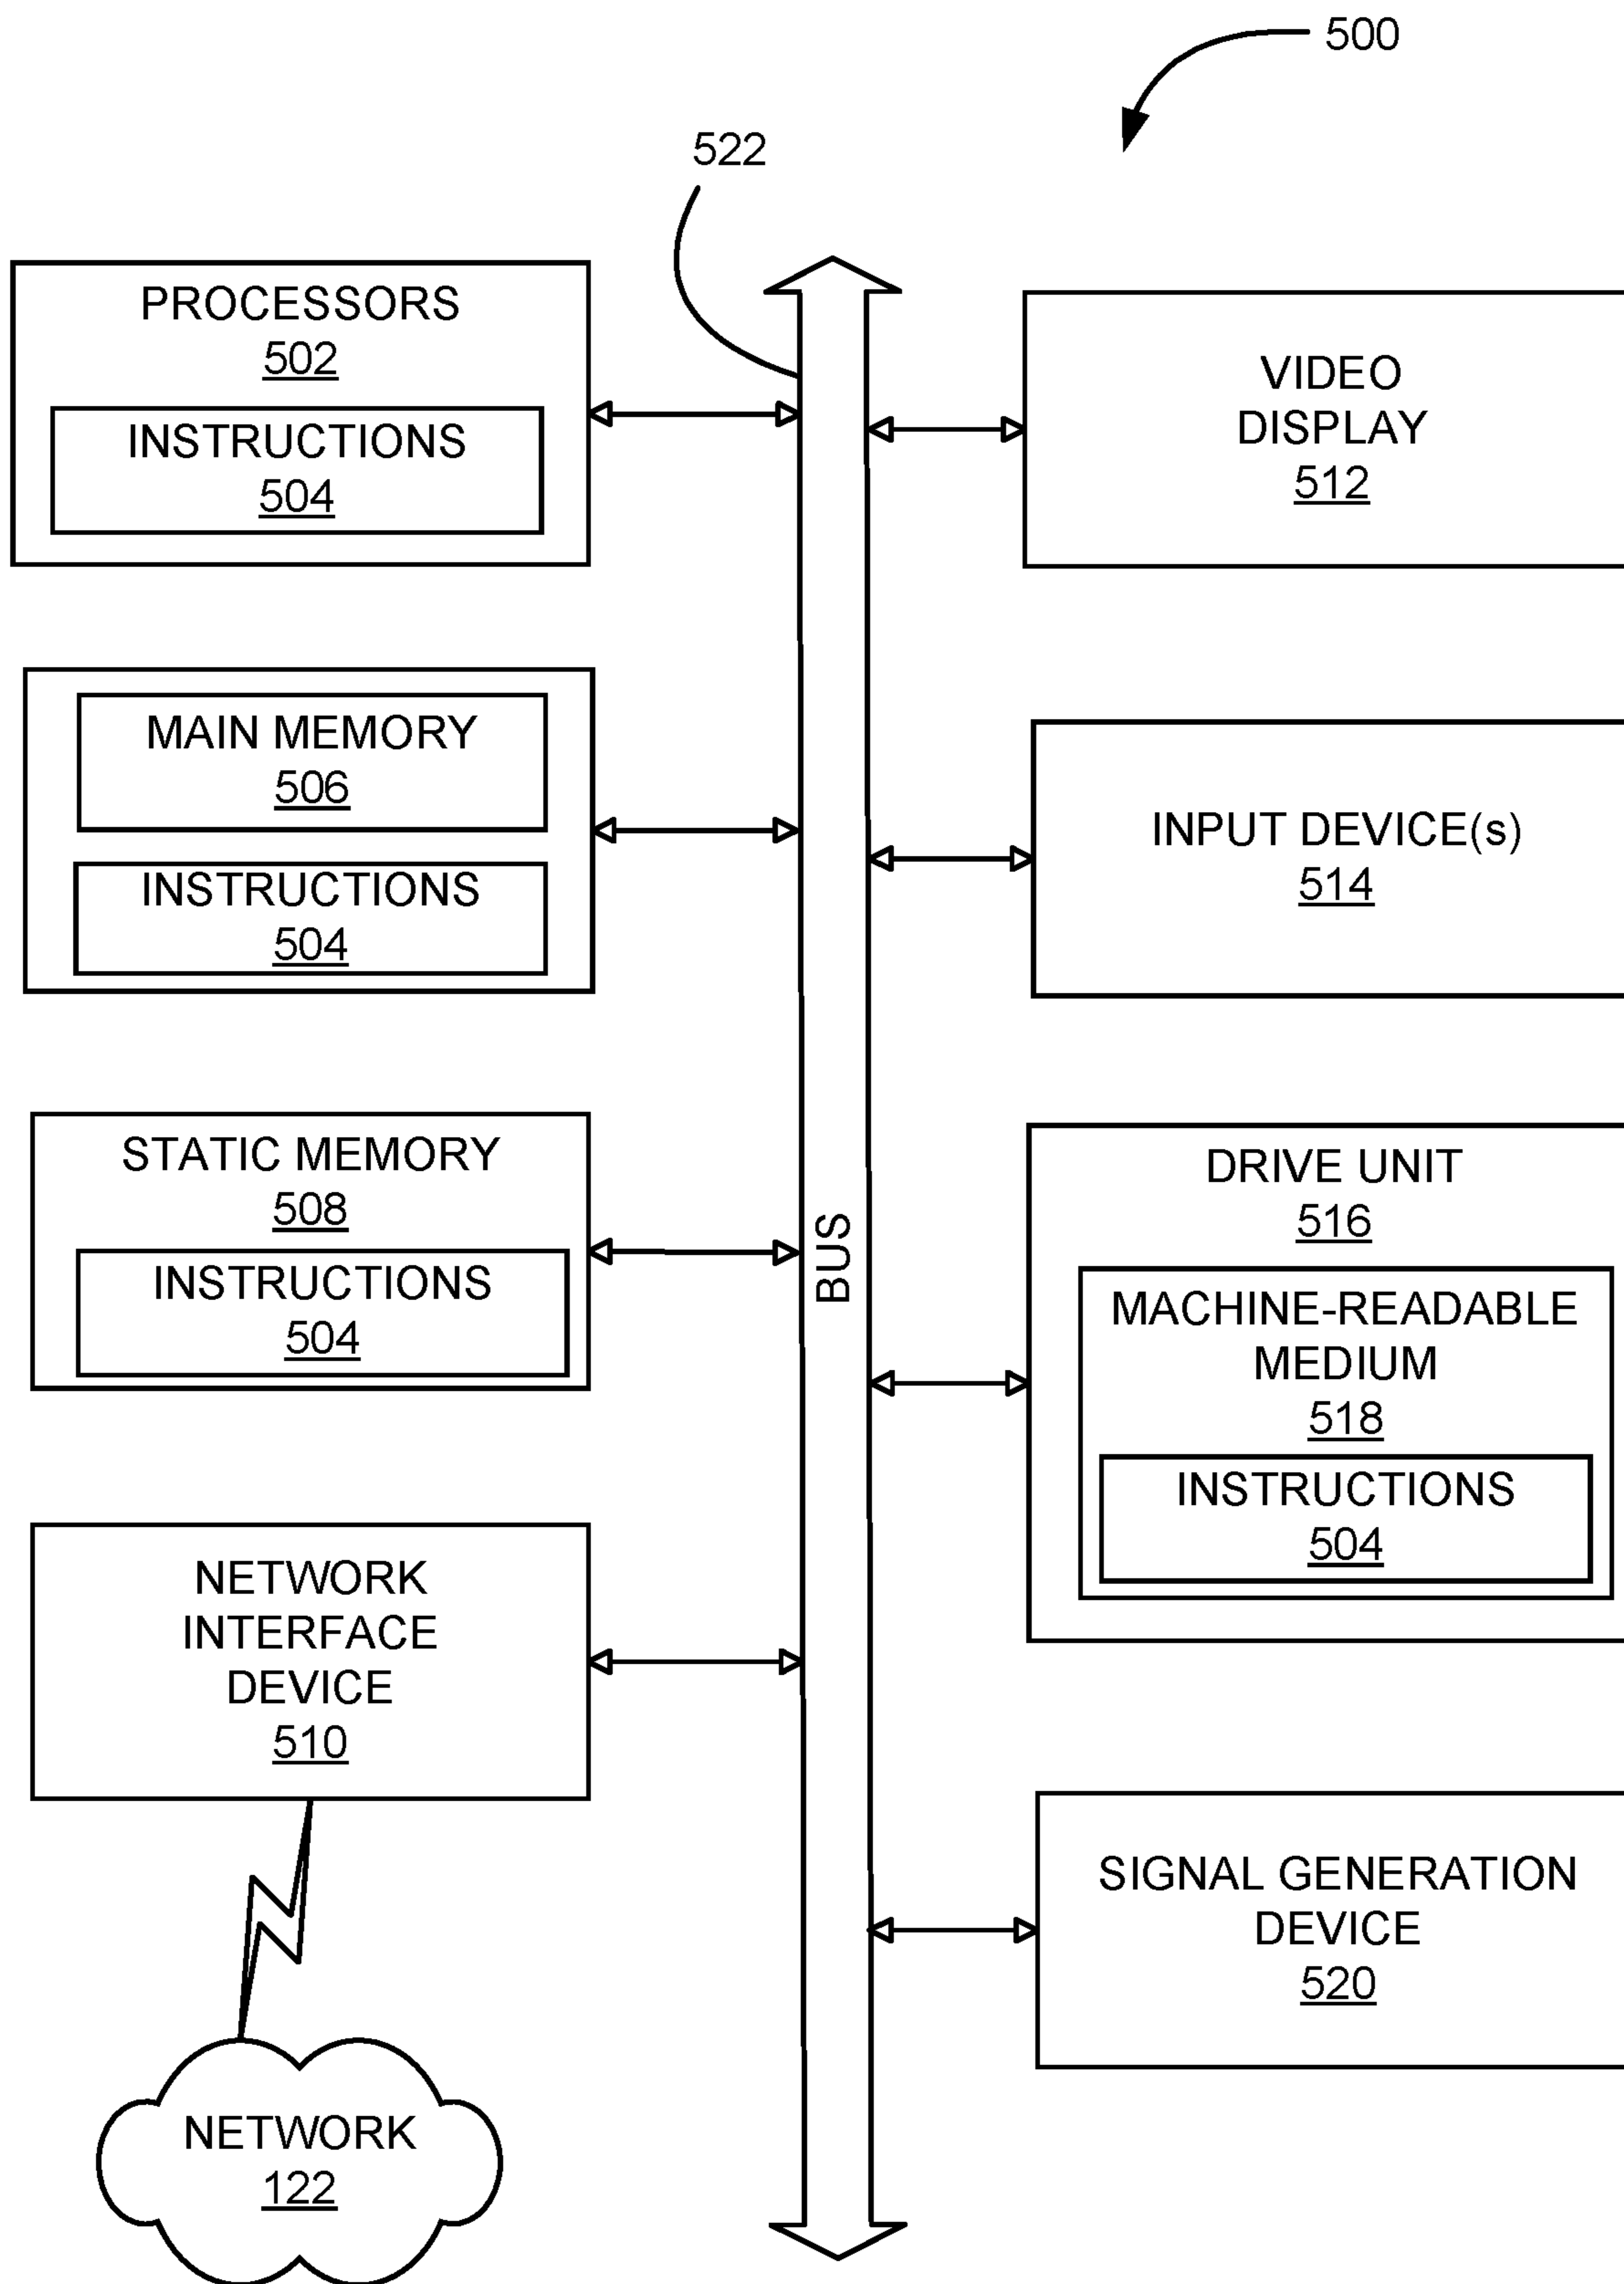 500
522
PROCESSORS
502
INSTRUCTIONS
504
MAIN MEMORY
506
INSTRUCTIONS
504
STATIC MEMORY
508
INSTRUCTIONS
504
NETWORK
INTERFACE
DEVICE
510
NETWORK
122
BUS
VIDEO
DISPLAY
512
INPUT DEVICE(s)
514
DRIVE UNIT
516
MACHINE-READABLE
MEDIUM
518
INSTRUCTIONS
504
SIGNAL GENERATION
DEVICE
520